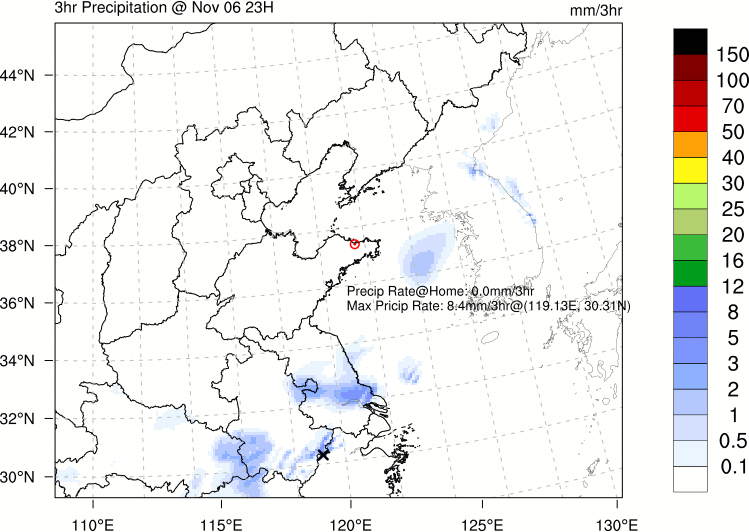 3hr Precipitation @ Nov 06 23H
mm/3hr
44°N
42°N
40°N
38°N
36°N
34°N
32°N
30°N
Precip Rate@Home: 0.0mm/3hr
Max Pricip Rate: 8.4mm/3hr@(119.13E, 30.31N)
110°E
115°E
120°E
125°E
130°E
150
100
70
50
40
30
25
20
16
12
8
5
3
2
1
0.5
0.1